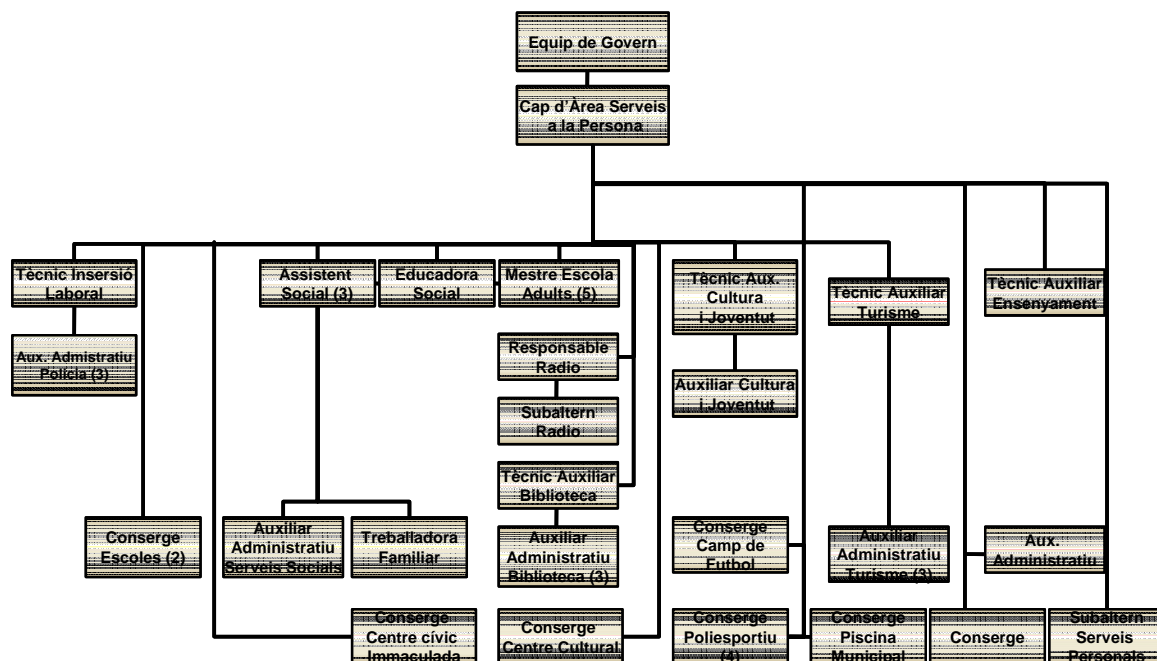 Equip de Govern
Cap d'Àrea Serveis
a la Persona
Tècnic Insersió
Laboral
Assistent
Social (3)
Educadora
Social
Mestre Escola
Adults (5)
Tècnic Aux.
Cultura
i Joventut
Tècnic Auxiliar
Turisme
Tècnic Auxiliar
Ensenyament
Aux. Admistratiu
Policia (3)
Responsable
Radio
Auxiliar Cultura
i Joventut
Subaltern
Radio
Tècnic Auxiliar
Biblioteca
Conserge
Escoles (2)
Auxiliar
Administratiu
Serveis Socials
Treballadora
Familiar
Auxiliar
Administratiu
Biblioteca (3)
Conserge
Camp de
Futbol
Auxiliar
Administratiu
Turisme (3)
Aux.
Administratiu
Conserge
Centre cívic
Immaculada
Conserge
Centre Cultural
Conserge
Poliesportiu
(4)
Conserge
Piscina
Municipal
Conserge
Subaltern
Serveis
Personals